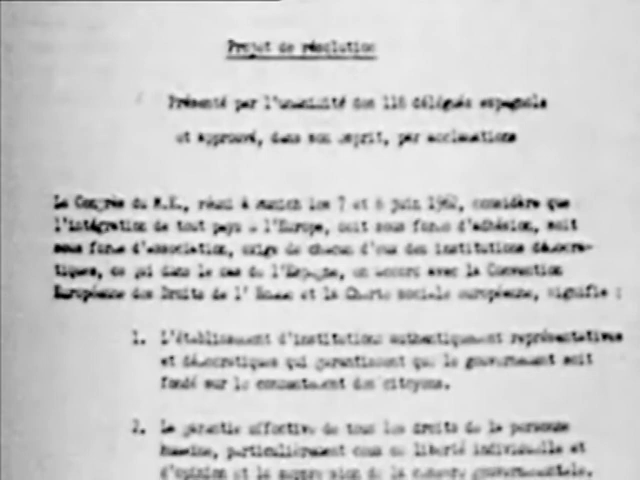 Projet de résolution
Présenté par l'unanimité des 118 délégués espagnols
et approuvé, dans son esprit, par acclamations
Le Congrès du M.E., réuni à Munich les 7 et 8 juin 1962, considère que
l'intégration de tout pays à l'Europe, soit sous forme d'adhésion, soit
sous forme d'association, exige de chacun d'eux des institutions démocra-
tiques, ce qui dans le cas de l'Espagne, en accord avec la Convention
Européenne des Droits de l'Homme et la Charte sociale européenne, signifie :
1. L'établissement d'institutions authentiquement représentatives
et démocratiques qui garantissent que le gouvernement soit
fondé sur le consentement des citoyens.
2. La garantie effective de tous les droits de la personne
humaine, particulièrement ceux de liberté individuelle et
d'opinion et la suppression de la censure gouvernementale.